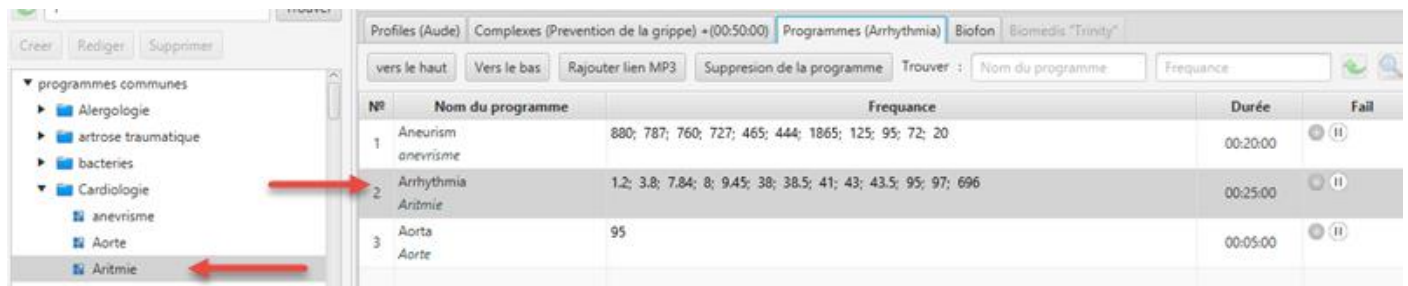 Trouver
Creer Rediger Supprimer
programmes communes
Alergologie
artrose traumatique
bacteries
Cardiologie
anevrisme
Aorte
Aritmie
Profiles (Aude) Complexes (Prevention de la grippe) +(00:50:00) Programmes (Arrhythmia) Biofon Biomedis "Trinity"
vers le haut Vers le bas Rajouter lien MP3 Suppresion de la programme Trouver : Nom du programme Frequance
Nº Nom du programme Frequance Durée Fail
1 Aneurism 880; 787; 760; 727; 465; 444; 1865; 125; 95; 72; 20 00:20:00
anevrisme
2 Arrhythmia 1.2; 3.8; 7.84; 8; 9.45; 38; 38.5; 41; 43; 43.5; 95; 97; 696 00:25:00
Aritmie
3 Aorta 95 00:05:00
Aorte